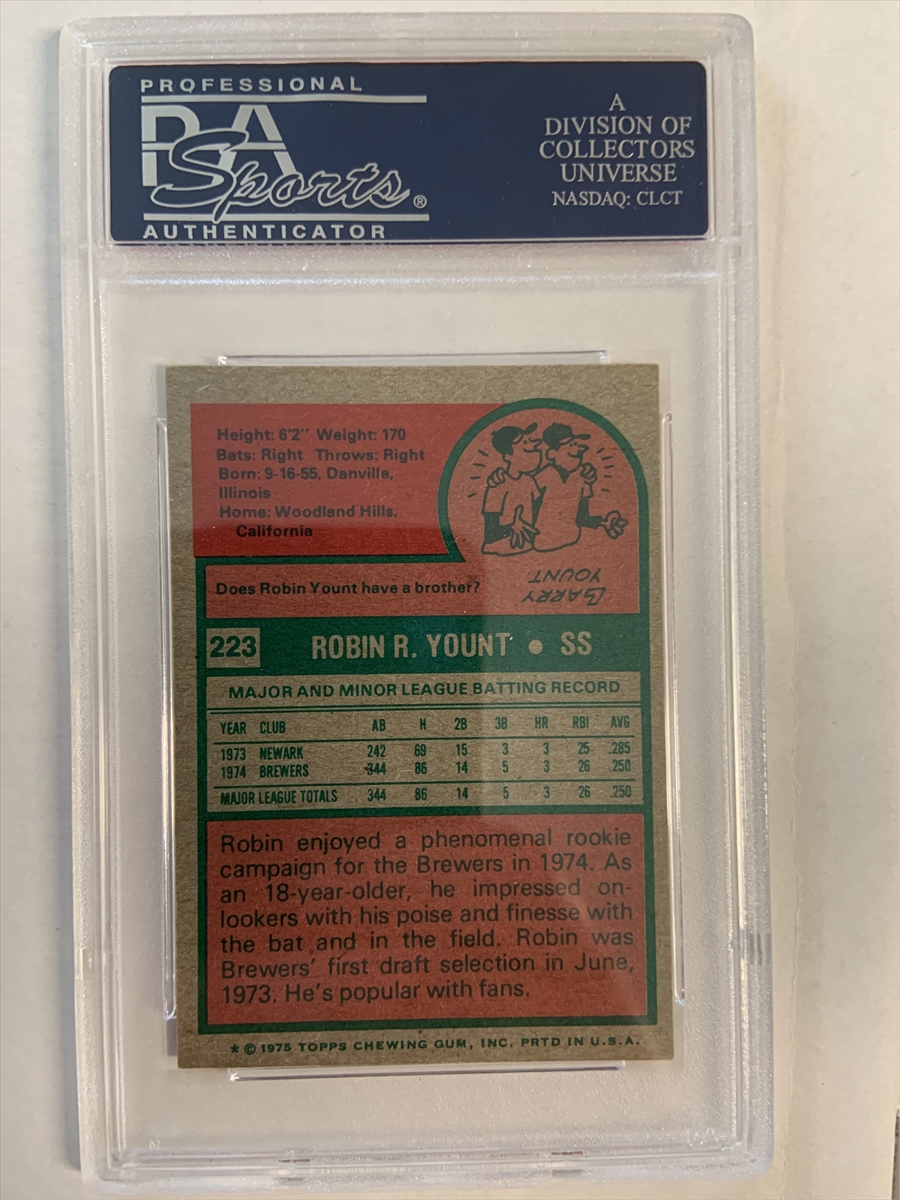 PROFESSIONAL
PSA
Sports®
AUTHENTICATOR
A
DIVISION OF
COLLECTORS
UNIVERSE
NASDAQ: CLCT
Height: 6'2" Weight: 170
Bats: Right Throws: Right
Born: 9-16-55, Danville,
Illinois
Home: Woodland Hills,
California
Does Robin Yount have a brother?
LARRY
YOUNT
223 ROBIN R. YOUNT • SS
MAJOR AND MINOR LEAGUE BATTING RECORD
YEAR CLUB AB H 2B 3B HR RBI AVG
1973 NEWARK 242 69 15 3 3 25 .285
1974 BREWERS 344 86 14 5 3 26 .250
MAJOR LEAGUE TOTALS 344 86 14 5 3 26 .250
Robin enjoyed a phenomenal rookie
campaign for the Brewers in 1974. As
an 18-year-older, he impressed on-
lookers with his poise and finesse with
the bat and in the field. Robin was
Brewers' first draft selection in June,
1973. He's popular with fans.
* © 1975 TOPPS CHEWING GUM, INC. PRTD IN U.S.A.